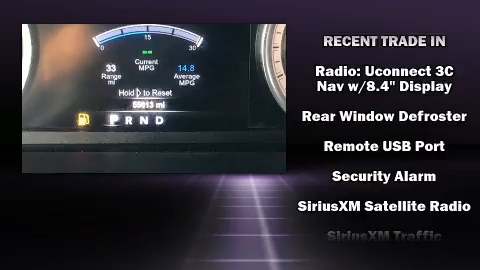 15
0
30
--
33
Range
mi
Current
MPG
14.8
Average
MPG
Hold to Reset
55013 mi
P R N D
RECENT TRADE IN
Radio: Uconnect 3C
Nav w/8.4" Display
Rear Window Defroster
Remote USB Port
Security Alarm
SiriusXM Satellite Radio
SiriusXM Traffic